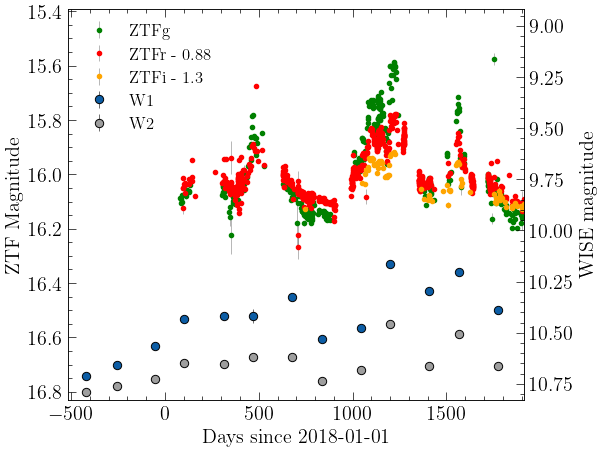 ZTFg
ZTFr - 0.88
ZTFi - 1.3
W1
W2
ZTF Magnitude
15.4
15.6
15.8
16.0
16.2
16.4
16.6
16.8
9.00
9.25
9.50
9.75
10.00
10.25
10.50
10.75
WISE magnitude
−500
0
500
1000
1500
Days since 2018-01-01